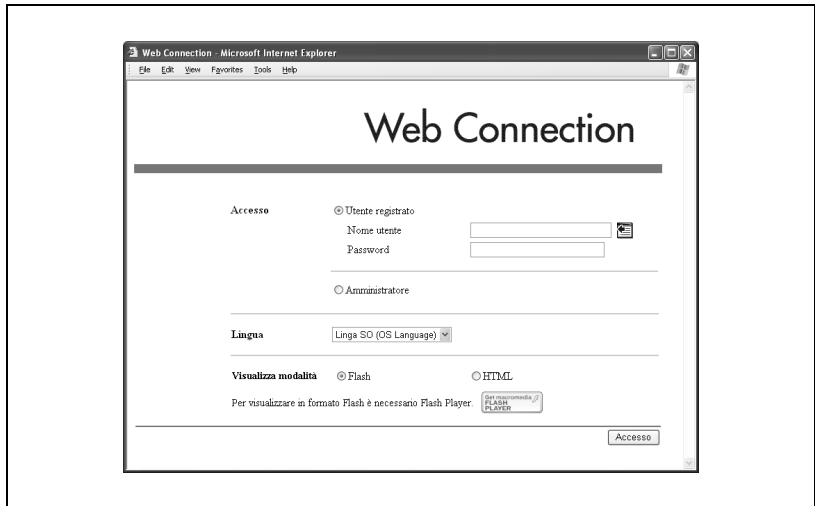 Web Connection - Microsoft Internet Explorer
File Edit View Favorites Tools Help
Web Connection
Accesso Utente registrato
Nome utente
Password
Amministratore
Lingua Linga SO (OS Language)
Visualizza modalità Flash HTML
Per visualizzare in formato Flash è necessario Flash Player. Get macromedia
FLASH
PLAYER
Accesso